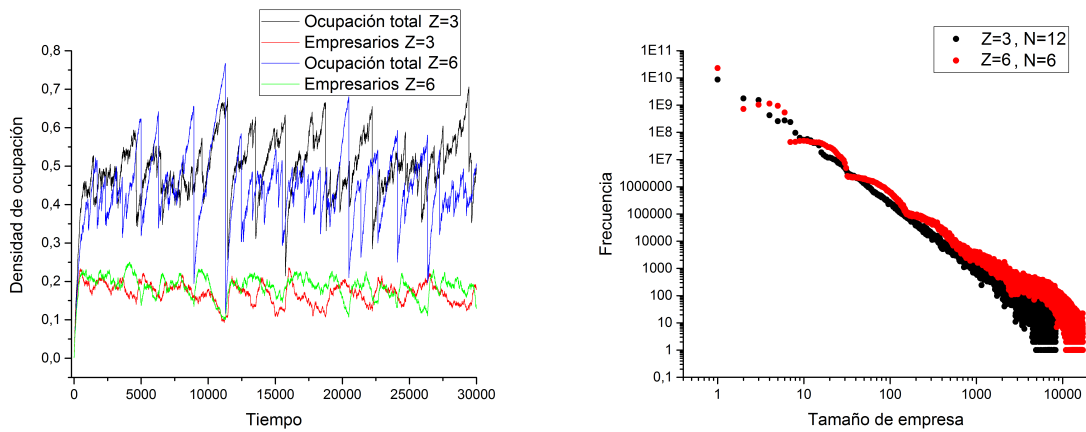 Ocupación total Z=3
Empresarios Z=3
Ocupación total Z=6
Empresarios Z=6
0,8
0,7
0,6
0,5
0,4
0,3
0,2
0,1
0,0
Densidad de ocupación
0
5000
10000
15000
20000
25000
30000
Tiempo
Z=3 , N=12
Z=6 , N=6
1E11
1E10
1E9
1E8
1E7
1000000
100000
10000
1000
100
10
1
0,1
Frecuencia
1
10
100
1000
10000
Tamaño de empresa